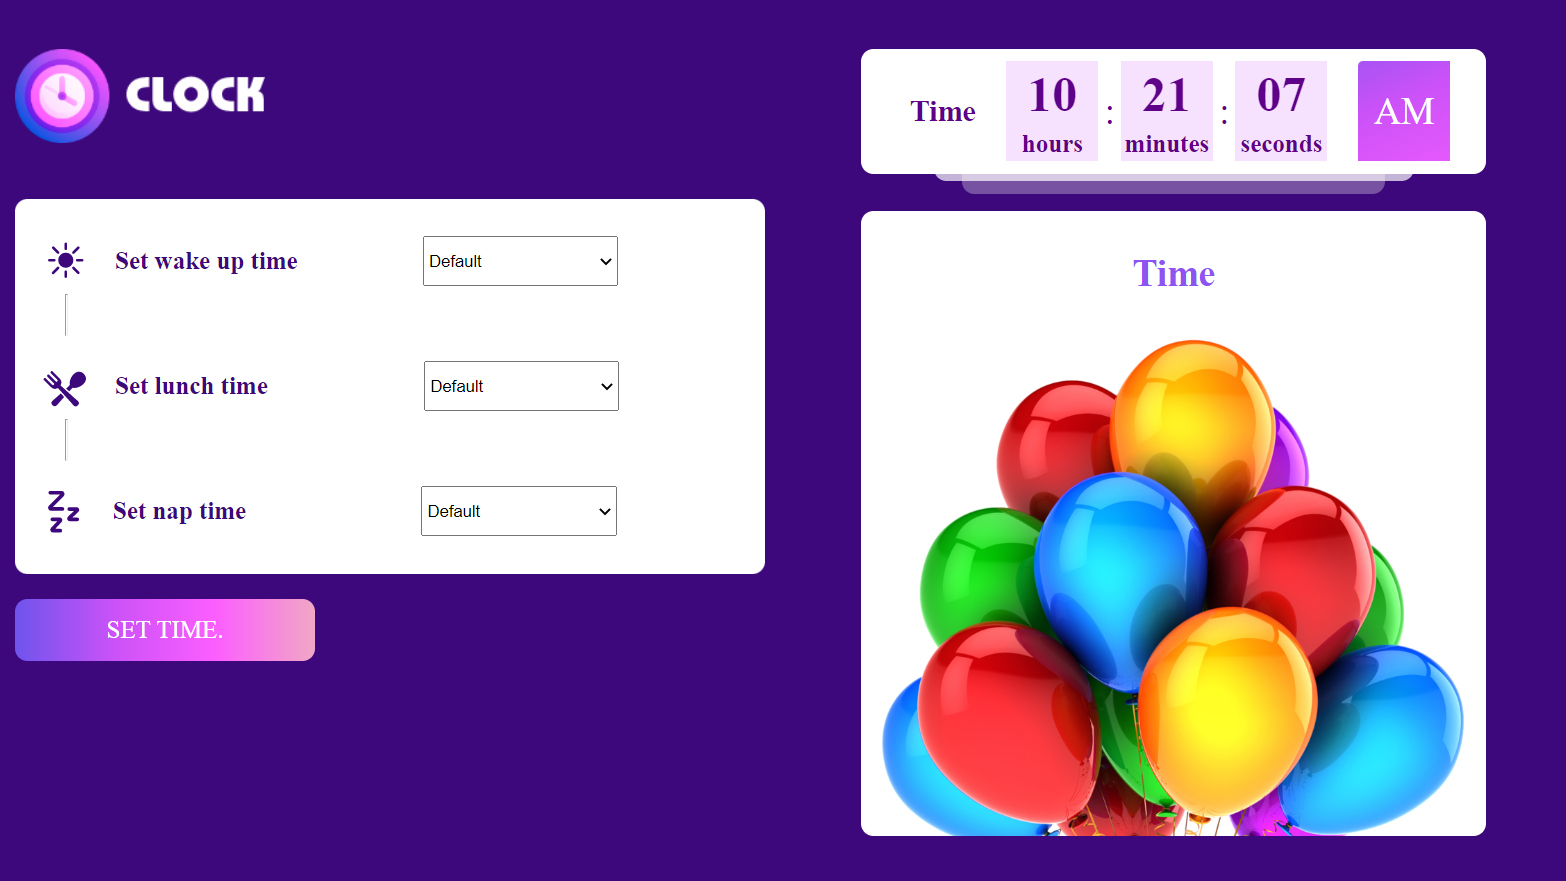 CLOCK
Time 10 : 21 : 07 AM
hours minutes seconds
Set wake up time Default
Set lunch time Default
Set nap time Default
SET TIME.
Time